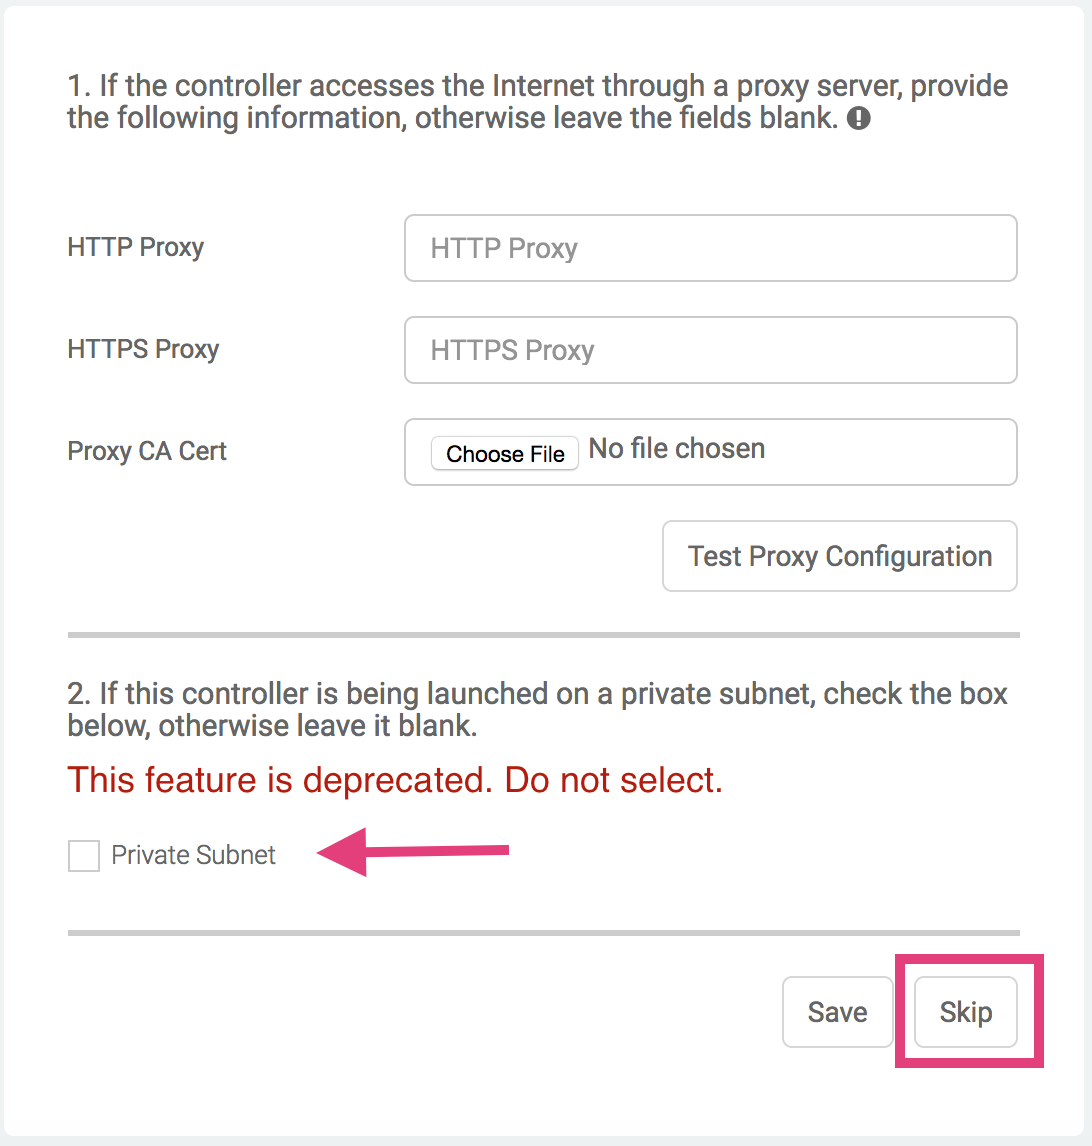 1. If the controller accesses the Internet through a proxy server, provide
the following information, otherwise leave the fields blank.
HTTP Proxy
HTTP Proxy
HTTPS Proxy
HTTPS Proxy
Proxy CA Cert
Choose File No file chosen
Test Proxy Configuration
2. If this controller is being launched on a private subnet, check the box
below, otherwise leave it blank.
This feature is deprecated. Do not select.
Private Subnet
Save
Skip